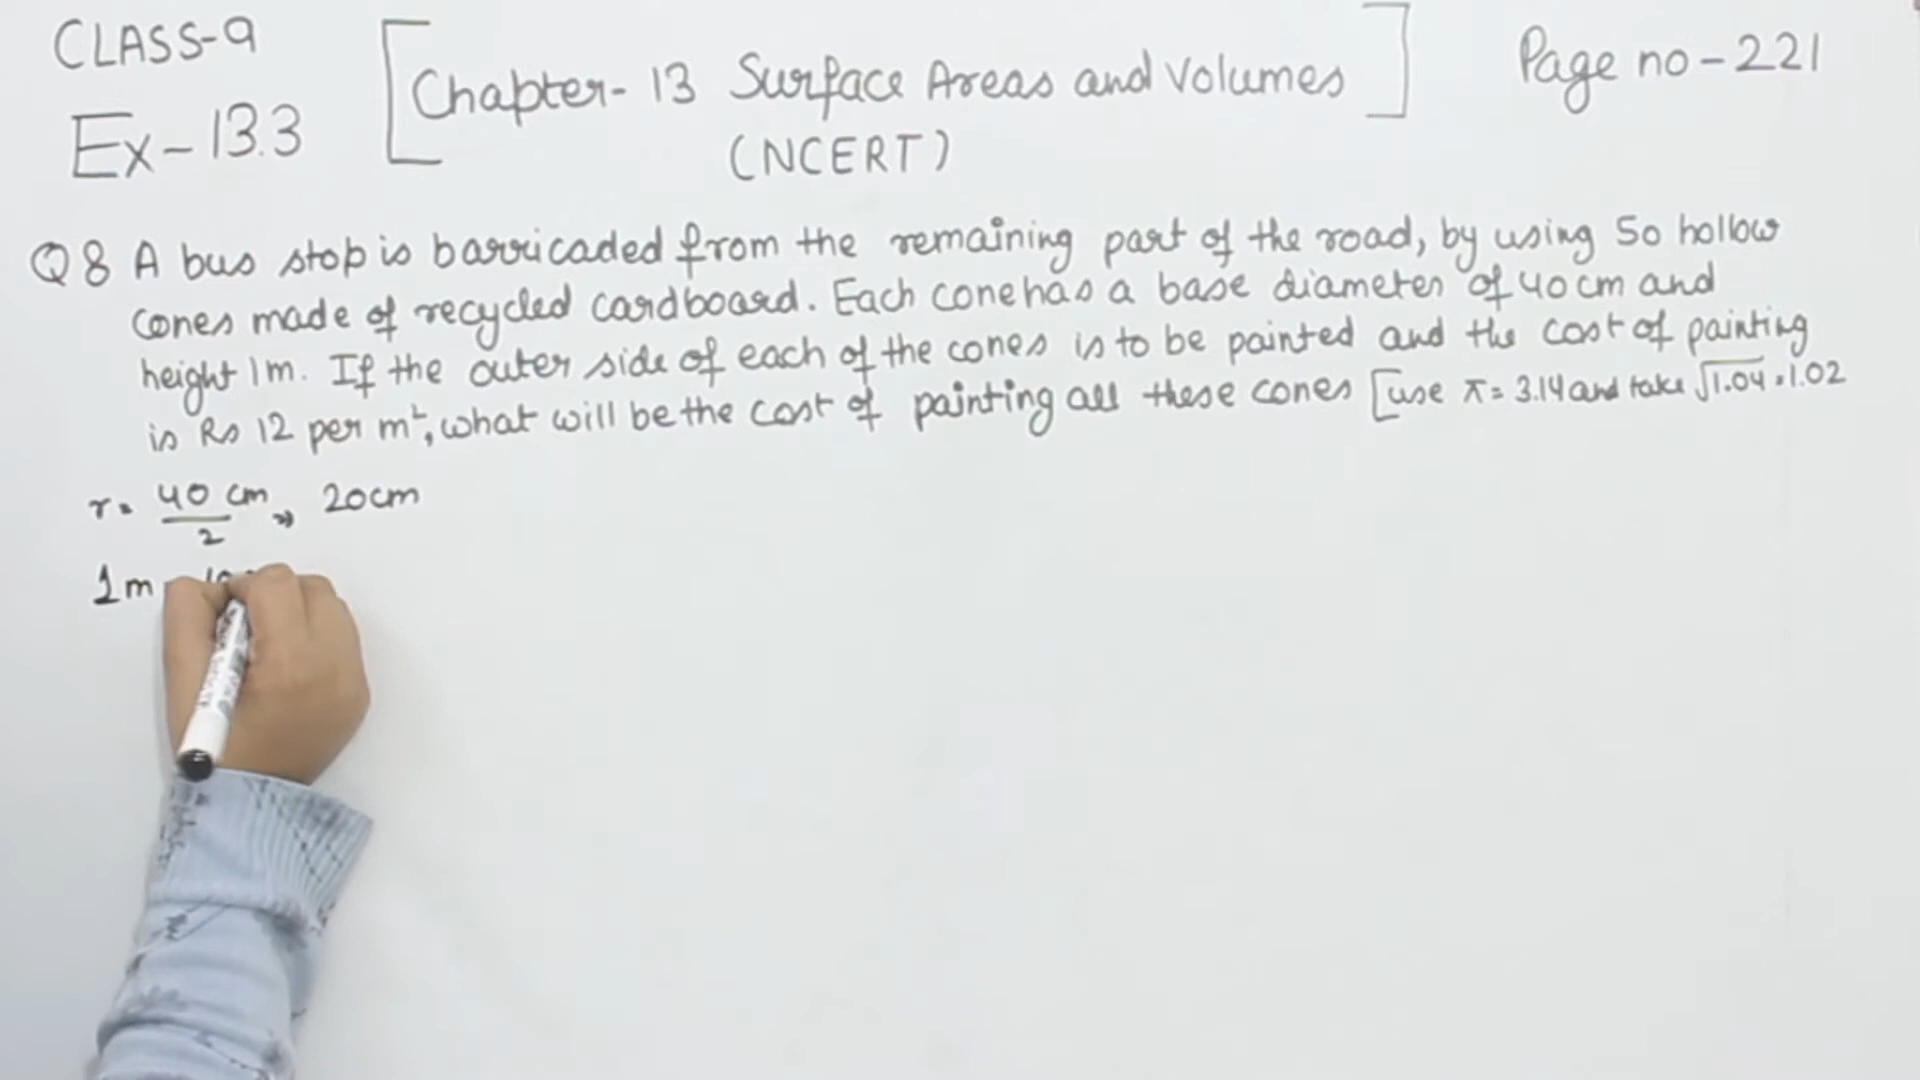 CLASS-9
Ex-13.3
[Chapter-13 Surface Areas and Volumes]
(NCERT)
Page no-221
Q8 A bus stop is barricaded from the remaining part of the road, by using 50 hollow
cones made of recycled cardboard. Each cone has a base diameter of 40cm and
height 1m. If the outer side of each of the cones is to be painted and the cost of painting
is Rs 12 per m², what will be the cost of painting all these cones [use π = 3.14 and take √1.04 = 1.02
r = 40 cm/2 ⇒ 20cm
1m